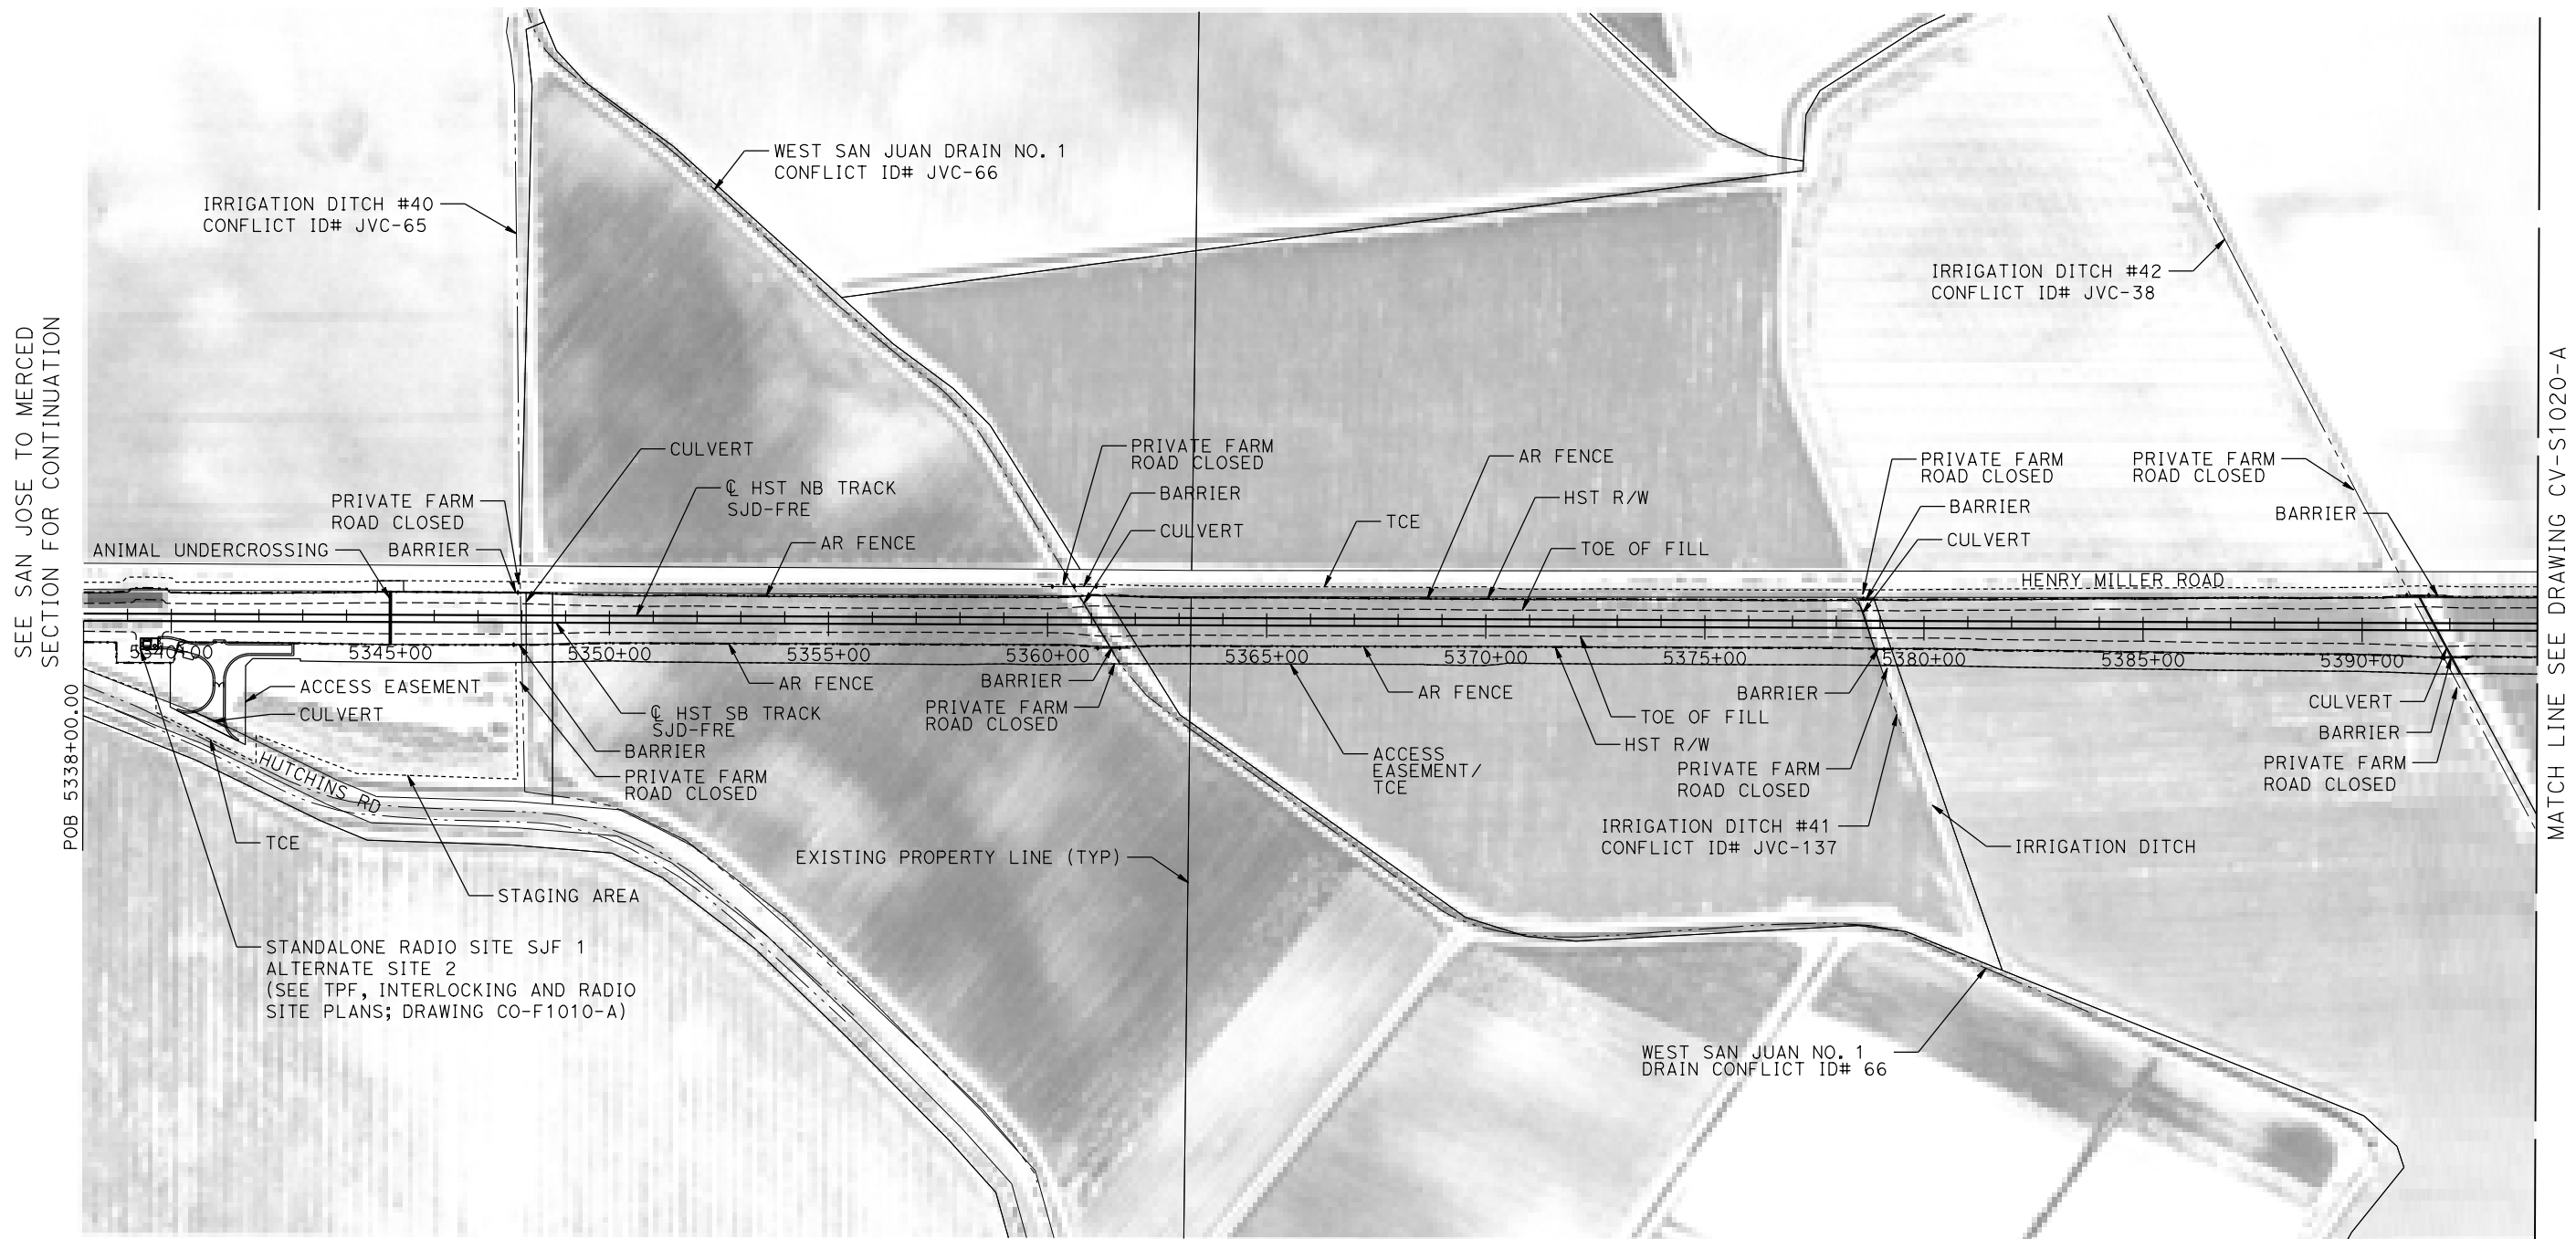 WEST SAN JUAN DRAIN NO. 1
CONFLICT ID# JVC-66
IRRIGATION DITCH #40
CONFLICT ID# JVC-65
IRRIGATION DITCH #42
CONFLICT ID# JVC-38
SEE SAN JOSE TO MERCED
SECTION FOR CONTINUATION
MATCH LINE SEE DRAWING CV-S1020-A
CULVERT
PRIVATE FARM
ROAD CLOSED
AR FENCE
PRIVATE FARM
ROAD CLOSED
PRIVATE FARM
ROAD CLOSED
℄ HST NB TRACK
SJD-FRE
BARRIER
HST R/W
BARRIER
BARRIER
PRIVATE FARM
ROAD CLOSED
TCE
CULVERT
CULVERT
ANIMAL UNDERCROSSING
BARRIER
AR FENCE
TOE OF FILL
HENRY MILLER ROAD
5340+00
5345+00
5350+00
5355+00
5360+00
5365+00
5370+00
5375+00
5380+00
5385+00
5390+00
POB 5338+00.00
ACCESS EASEMENT
CULVERT
AR FENCE
BARRIER
AR FENCE
BARRIER
CULVERT
℄ HST SB TRACK
SJD-FRE
PRIVATE FARM
ROAD CLOSED
TOE OF FILL
BARRIER
BARRIER
HST R/W
ACCESS
EASEMENT/
TCE
PRIVATE FARM
ROAD CLOSED
PRIVATE FARM
ROAD CLOSED
PRIVATE FARM
ROAD CLOSED
HUTCHINS RD
TCE
IRRIGATION DITCH #41
CONFLICT ID# JVC-137
IRRIGATION DITCH
EXISTING PROPERTY LINE (TYP)
STAGING AREA
STANDALONE RADIO SITE SJF 1
ALTERNATE SITE 2
(SEE TPF, INTERLOCKING AND RADIO
SITE PLANS; DRAWING CO-F1010-A)
WEST SAN JUAN NO. 1
DRAIN CONFLICT ID# 66